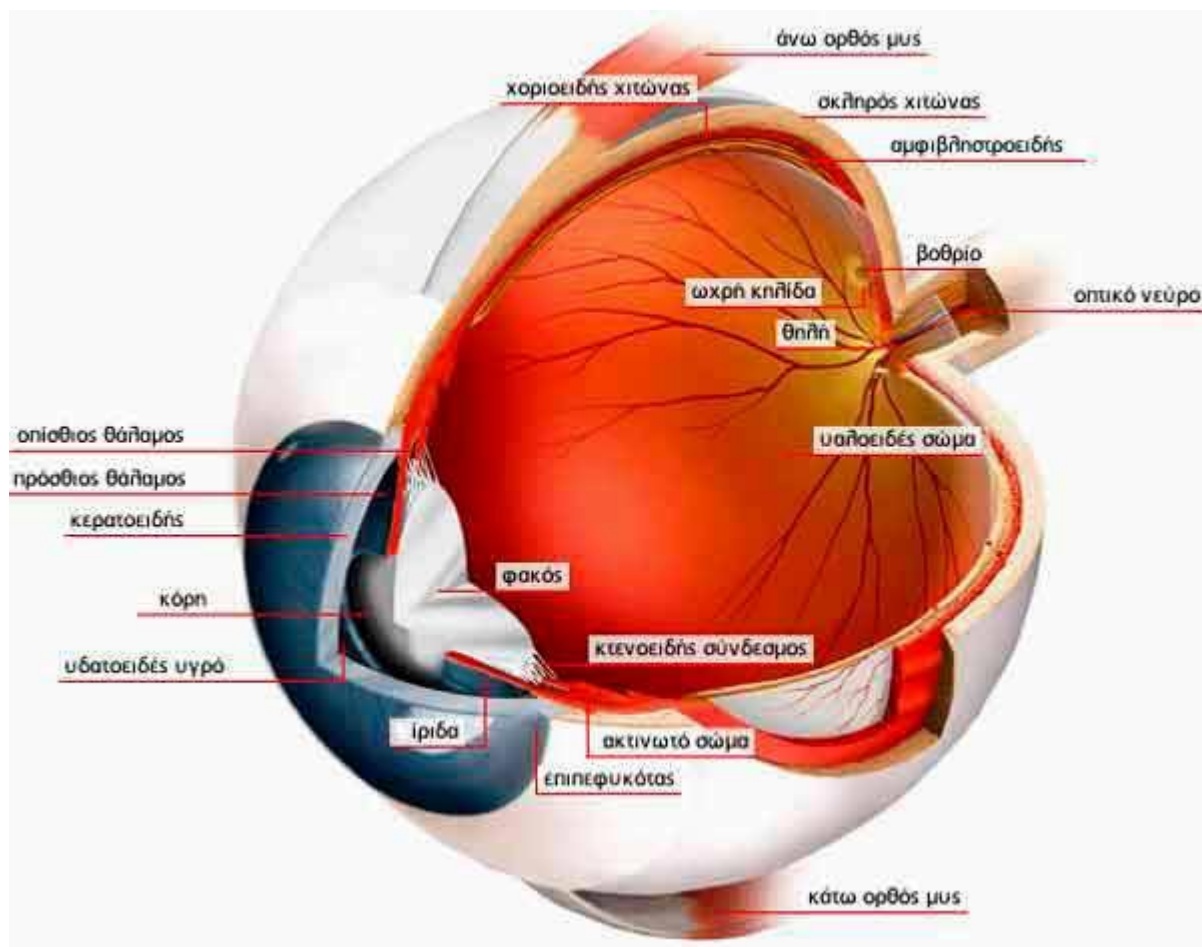 άνω ορθός μυς
χοριοειδής χιτώνας
σκληρός χιτώνας
αμφιβληστροειδής
βοθρίο
ωχρή κηλίδα
οπτικό νεύρο
θηλή
οπίσθιος θάλαμος
υαλοειδές σώμα
πρόσθιος θάλαμος
κερατοειδής
φακός
κόρη
κτενοειδής σύνδεσμος
υδατοειδές υγρό
ίριδα
ακτινωτό σώμα
επιπεφυκότας
κάτω ορθός μυς